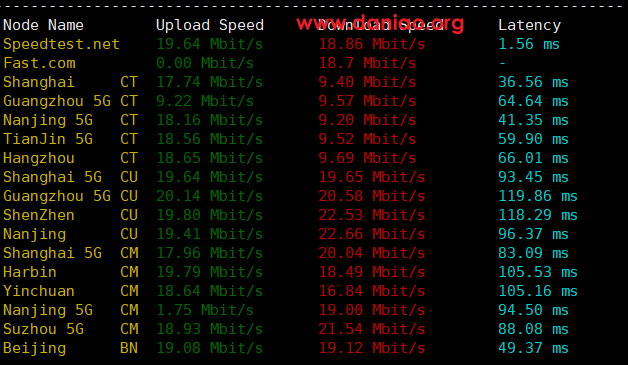 Node Name Upload Speed Download Speed Latency
www.daniao.org
Speedtest.net 19.64 Mbit/s 18.86 Mbit/s 1.56 ms
Fast.com 0.00 Mbit/s 18.7 Mbit/s -
Shanghai CT 17.74 Mbit/s 9.40 Mbit/s 36.56 ms
Guangzhou 5G CT 9.22 Mbit/s 9.57 Mbit/s 64.64 ms
Nanjing 5G CT 18.16 Mbit/s 9.20 Mbit/s 41.35 ms
TianJin 5G CT 18.56 Mbit/s 9.52 Mbit/s 59.90 ms
Hangzhou CT 18.65 Mbit/s 9.69 Mbit/s 66.01 ms
Shanghai 5G CU 19.64 Mbit/s 19.65 Mbit/s 93.45 ms
Guangzhou 5G CU 20.14 Mbit/s 20.58 Mbit/s 119.86 ms
ShenZhen CU 19.80 Mbit/s 22.53 Mbit/s 118.29 ms
Nanjing CU 19.41 Mbit/s 22.66 Mbit/s 96.37 ms
Shanghai 5G CM 17.96 Mbit/s 20.04 Mbit/s 83.09 ms
Harbin CM 19.79 Mbit/s 18.49 Mbit/s 105.53 ms
Yinchuan CM 18.64 Mbit/s 16.84 Mbit/s 105.16 ms
Nanjing 5G CM 1.75 Mbit/s 19.00 Mbit/s 94.50 ms
Suzhou 5G CM 18.93 Mbit/s 21.54 Mbit/s 88.08 ms
Beijing BN 19.08 Mbit/s 19.12 Mbit/s 49.37 ms